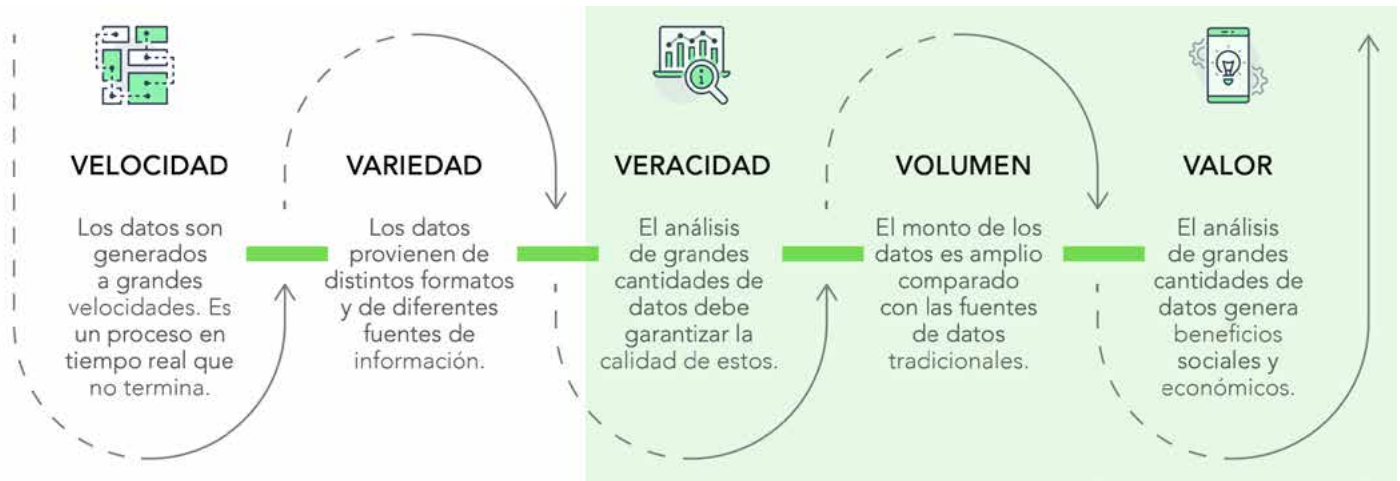 VELOCIDAD
Los datos son
generados
a grandes
velocidades. Es
un proceso en
tiempo real que
no termina.
VARIEDAD
Los datos
provienen de
distintos formatos
y de diferentes
fuentes de
información.
VERACIDAD
El análisis
de grandes
cantidades de
datos debe
garantizar la
calidad de estos.
VOLUMEN
El monto de los
datos es amplio
comparado
con las fuentes
de datos
tradicionales.
VALOR
El análisis
de grandes
cantidades de
datos genera
beneficios
sociales y
económicos.